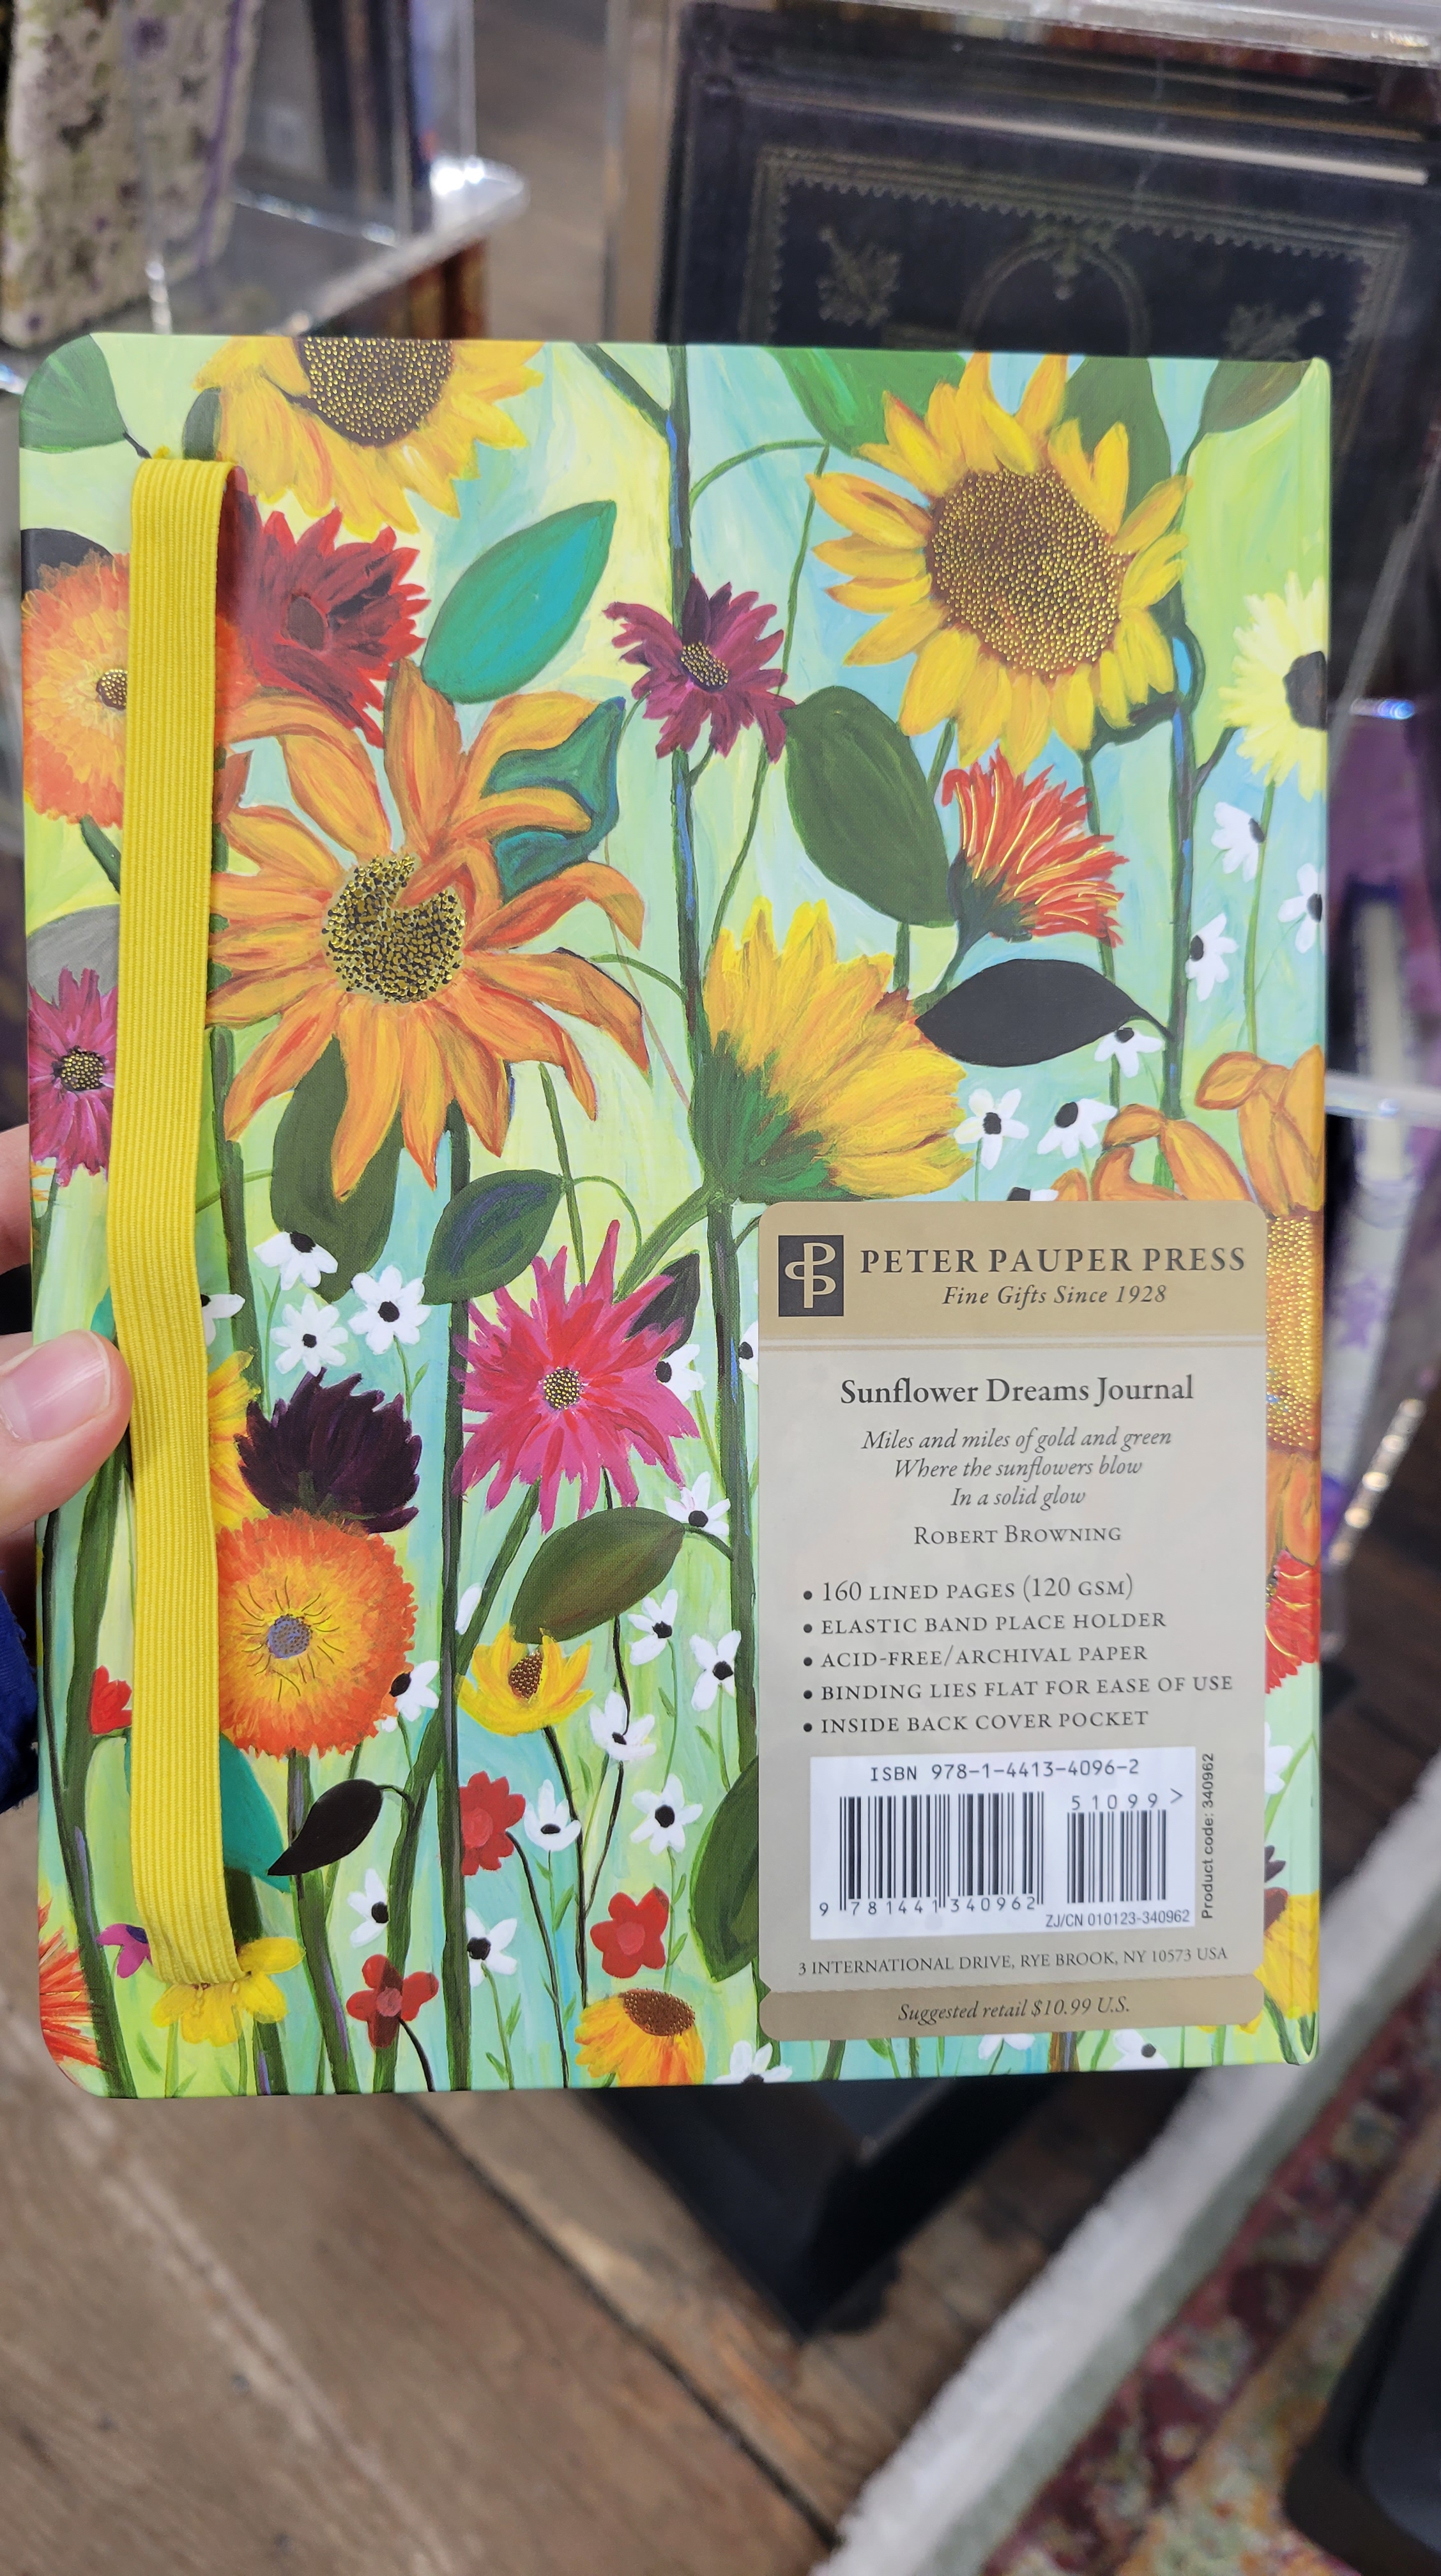 PETER PAUPER PRESS
Fine Gifts Since 1928
Sunflower Dreams Journal
Miles and miles of gold and green
Where the sunflowers blow
In a solid glow
ROBERT BROWNING
• 160 LINED PAGES (120 GSM)
• ELASTIC BAND PLACE HOLDER
• ACID-FREE/ARCHIVAL PAPER
• BINDING LIES FLAT FOR EASE OF USE
• INSIDE BACK COVER POCKET
ISBN 978-1-4413-4096-2
51099 >
9 781441 340962
ZJ/CN 010123-340962
Product code: 340962
3 INTERNATIONAL DRIVE, RYE BROOK, NY 10573 USA
Suggested retail $10.99 U.S.